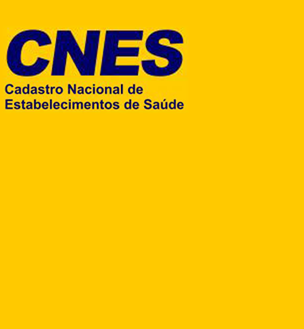 CNES
Cadastro Nacional de
Estabelecimentos de Saúde